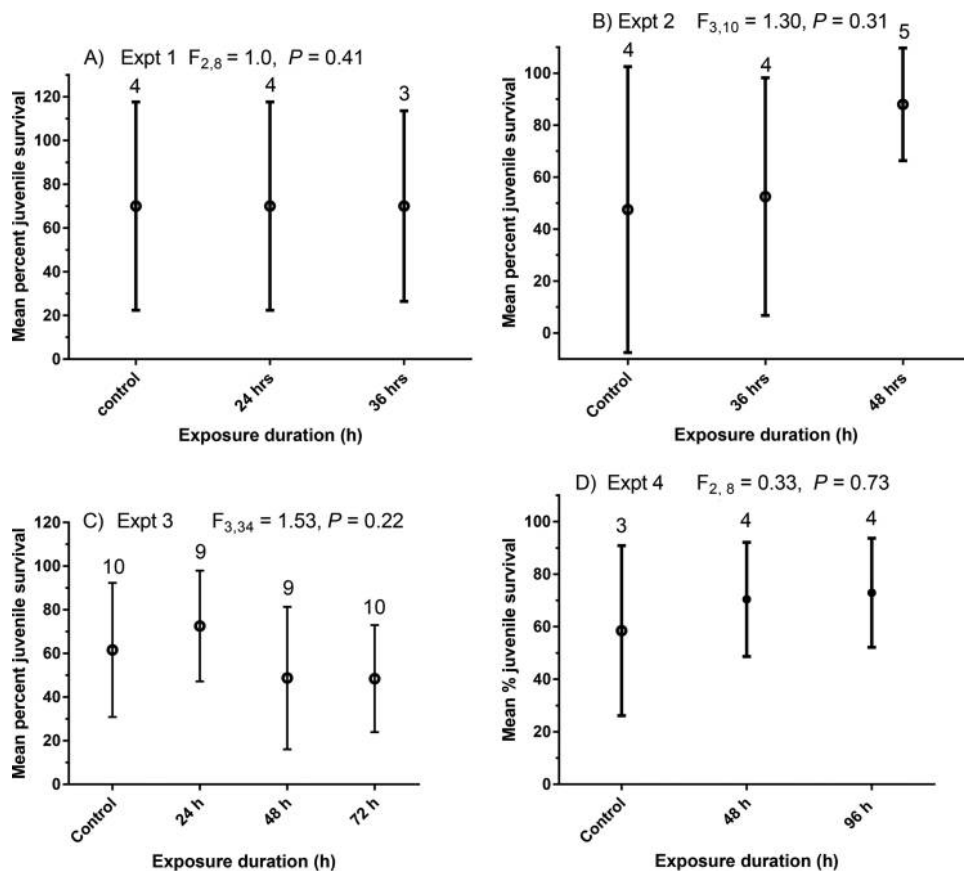 A) Expt 1 F2,8 = 1.0, P = 0.41
Mean percent juvenile survival
120
100
80
60
40
20
0
4
4
3
control
24 hrs
36 hrs
Exposure duration (h)
B) Expt 2 F3,10 = 1.30, P = 0.31
Mean percent juvenile survival
100
80
60
40
20
0
4
4
5
Control
36 hrs
48 hrs
Exposure duration (h)
C) Expt 3 F3,34 = 1.53, P = 0.22
Mean percent juvenile survival
120
100
80
60
40
20
0
10
9
9
10
Control
24 h
48 h
72 h
Exposure duration (h)
D) Expt 4 F2, 8 = 0.33, P = 0.73
Mean % juvenile survival
100
80
60
40
20
0
3
4
4
Control
48 h
96 h
Exposure duration (h)